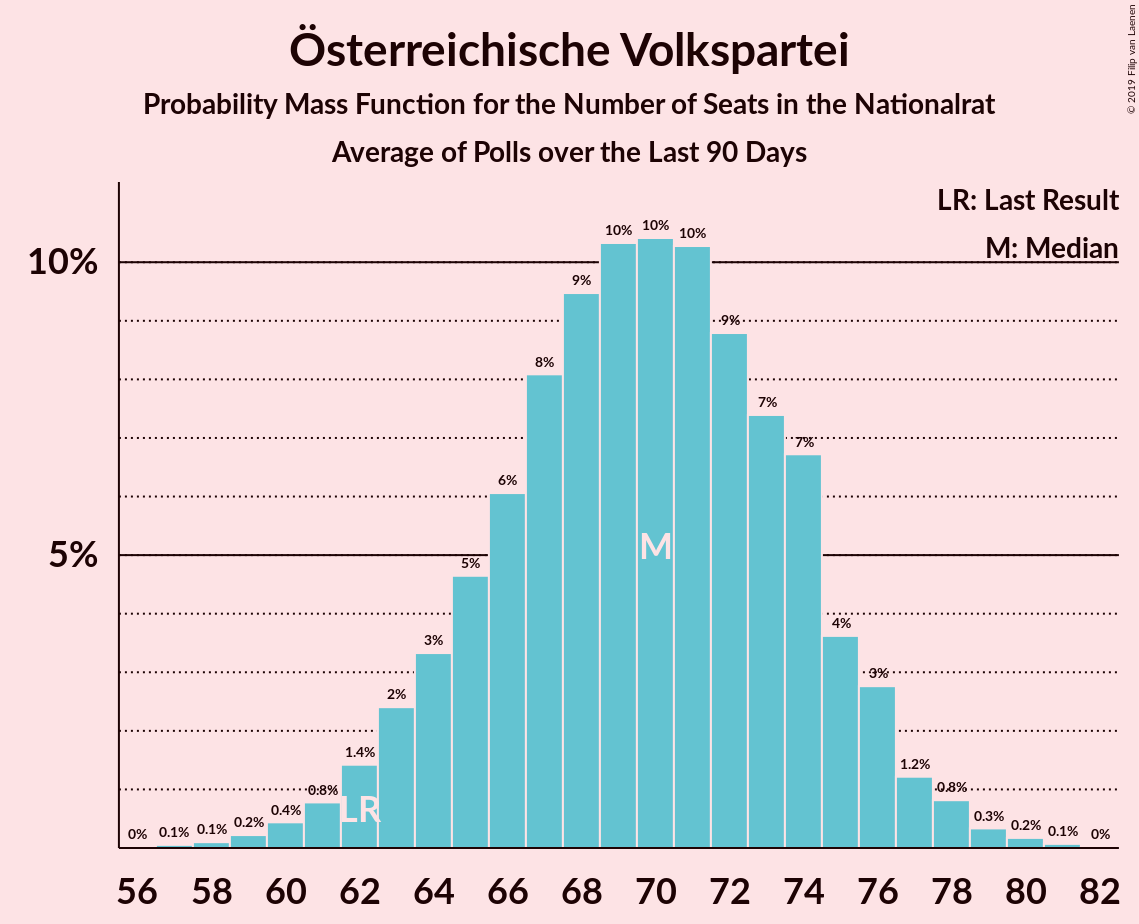 Österreichische Volkspartei
Probability Mass Function for the Number of Seats in the Nationalrat
Average of Polls over the Last 90 Days
© 2019 Filip van Laenen
LR: Last Result
M: Median
10%
5%
0% 0.1% 0.1% 0.2% 0.4% 0.8% 1.4% 2% 3% 5% 6% 8% 9% 10% 10% 10% 9% 7% 7% 4% 3% 1.2% 0.8% 0.3% 0.2% 0.1% 0%
M
LR
56 58 60 62 64 66 68 70 72 74 76 78 80 82